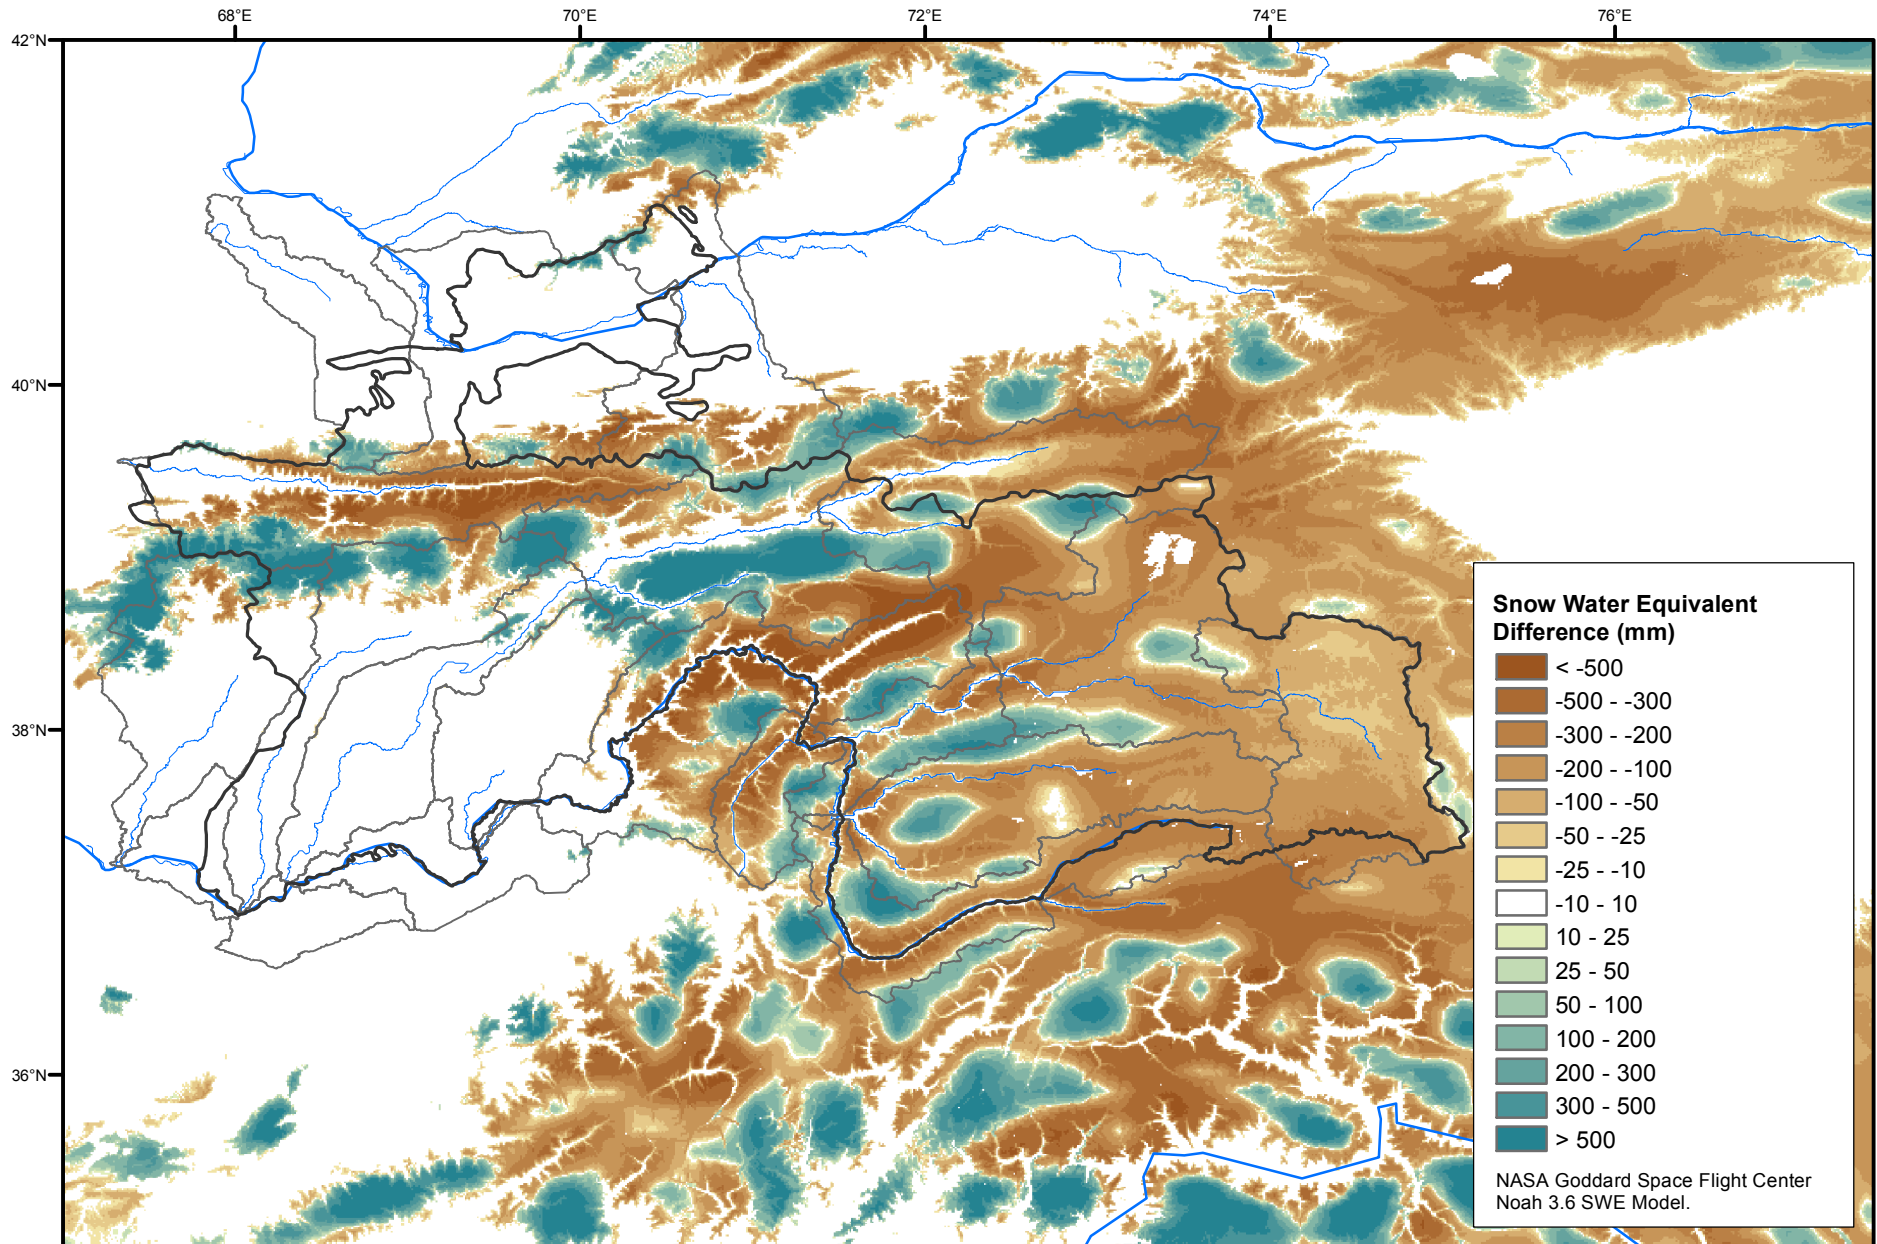 68°E
70°E
72°E
74°E
76°E
42°N
40°N
38°N
36°N
Snow Water Equivalent
Difference (mm)
< -500
-500 - -300
-300 - -200
-200 - -100
-100 - -50
-50 - -25
-25 - -10
-10 - 10
10 - 25
25 - 50
50 - 100
100 - 200
200 - 300
300 - 500
> 500
NASA Goddard Space Flight Center
Noah 3.6 SWE Model.